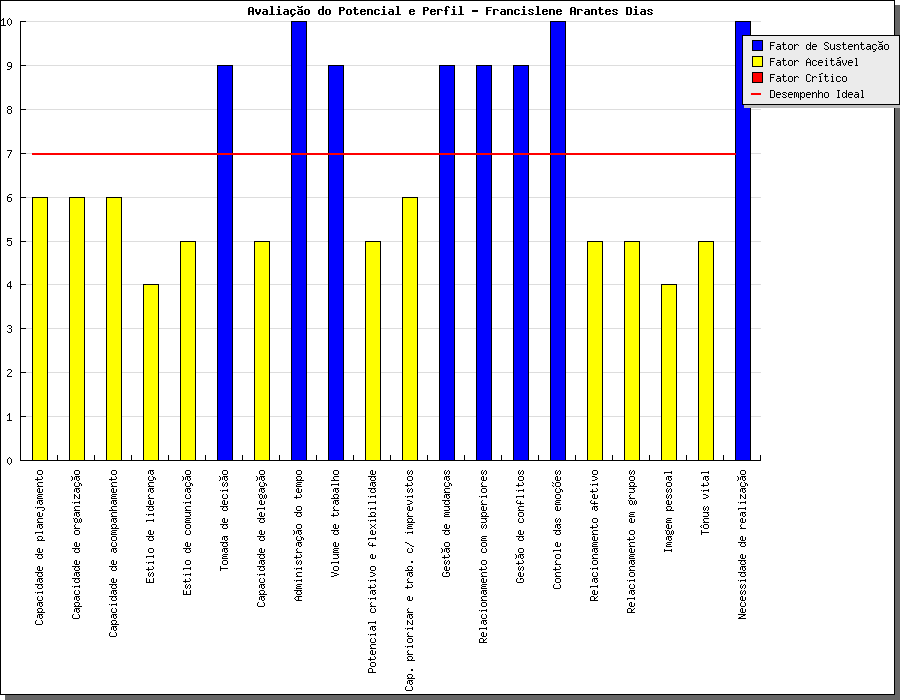 Avaliação do Potencial e Perfil - Francislene Arantes Dias
Fator de Sustentação
Fator Aceitável
Fator Crítico
Desempenho Ideal
10
9
8
7
6
5
4
3
2
1
0
Capacidade de planejamento
Capacidade de organização
Capacidade de acompanhamento
Estilo de liderança
Estilo de comunicação
Tomada de decisão
Capacidade de delegação
Administração do tempo
Volume de trabalho
Potencial criativo e flexibilidade
Cap. priorizar e trab. c/ imprevistos
Gestão de mudanças
Relacionamento com superiores
Gestão de conflitos
Controle das emoções
Relacionamento afetivo
Relacionamento em grupos
Imagem pessoal
Tônus vital
Necessidade de realização